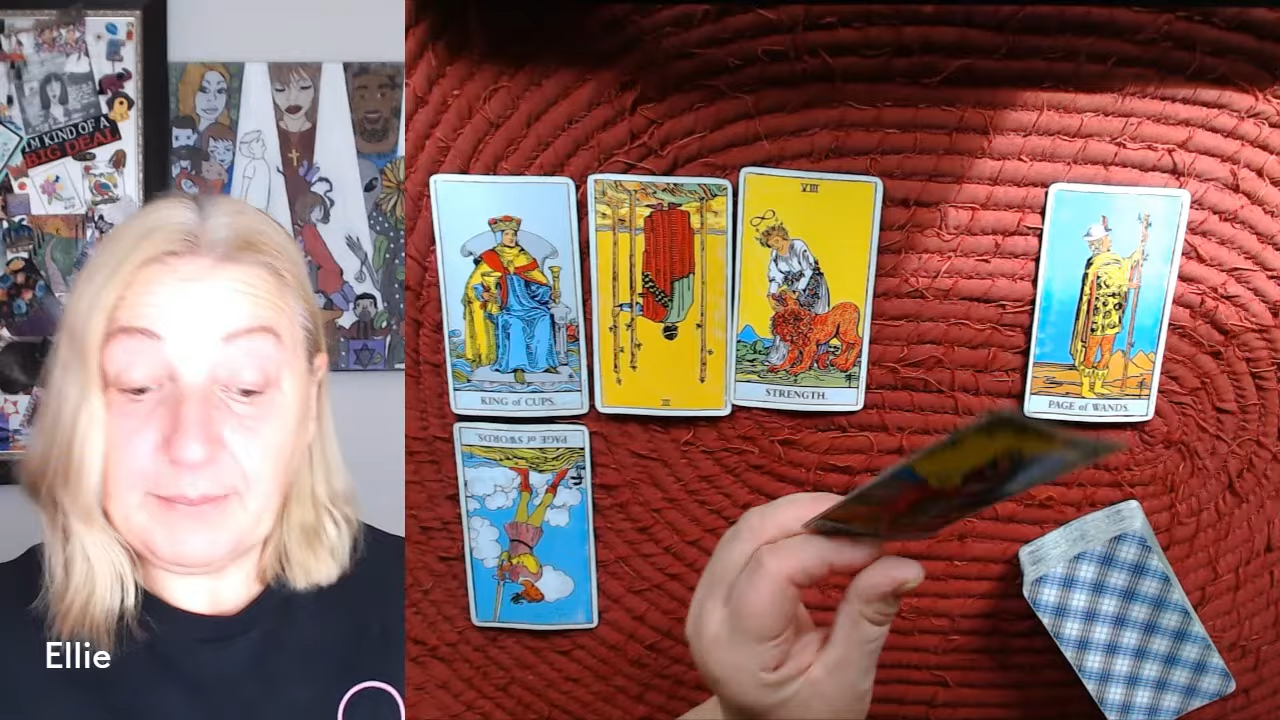 I'M KIND OF A
BIG DEAL
Ellie
KING of CUPS.
III
VIII
STRENGTH.
PAGE of WANDS.
PAGE of SWORDS.